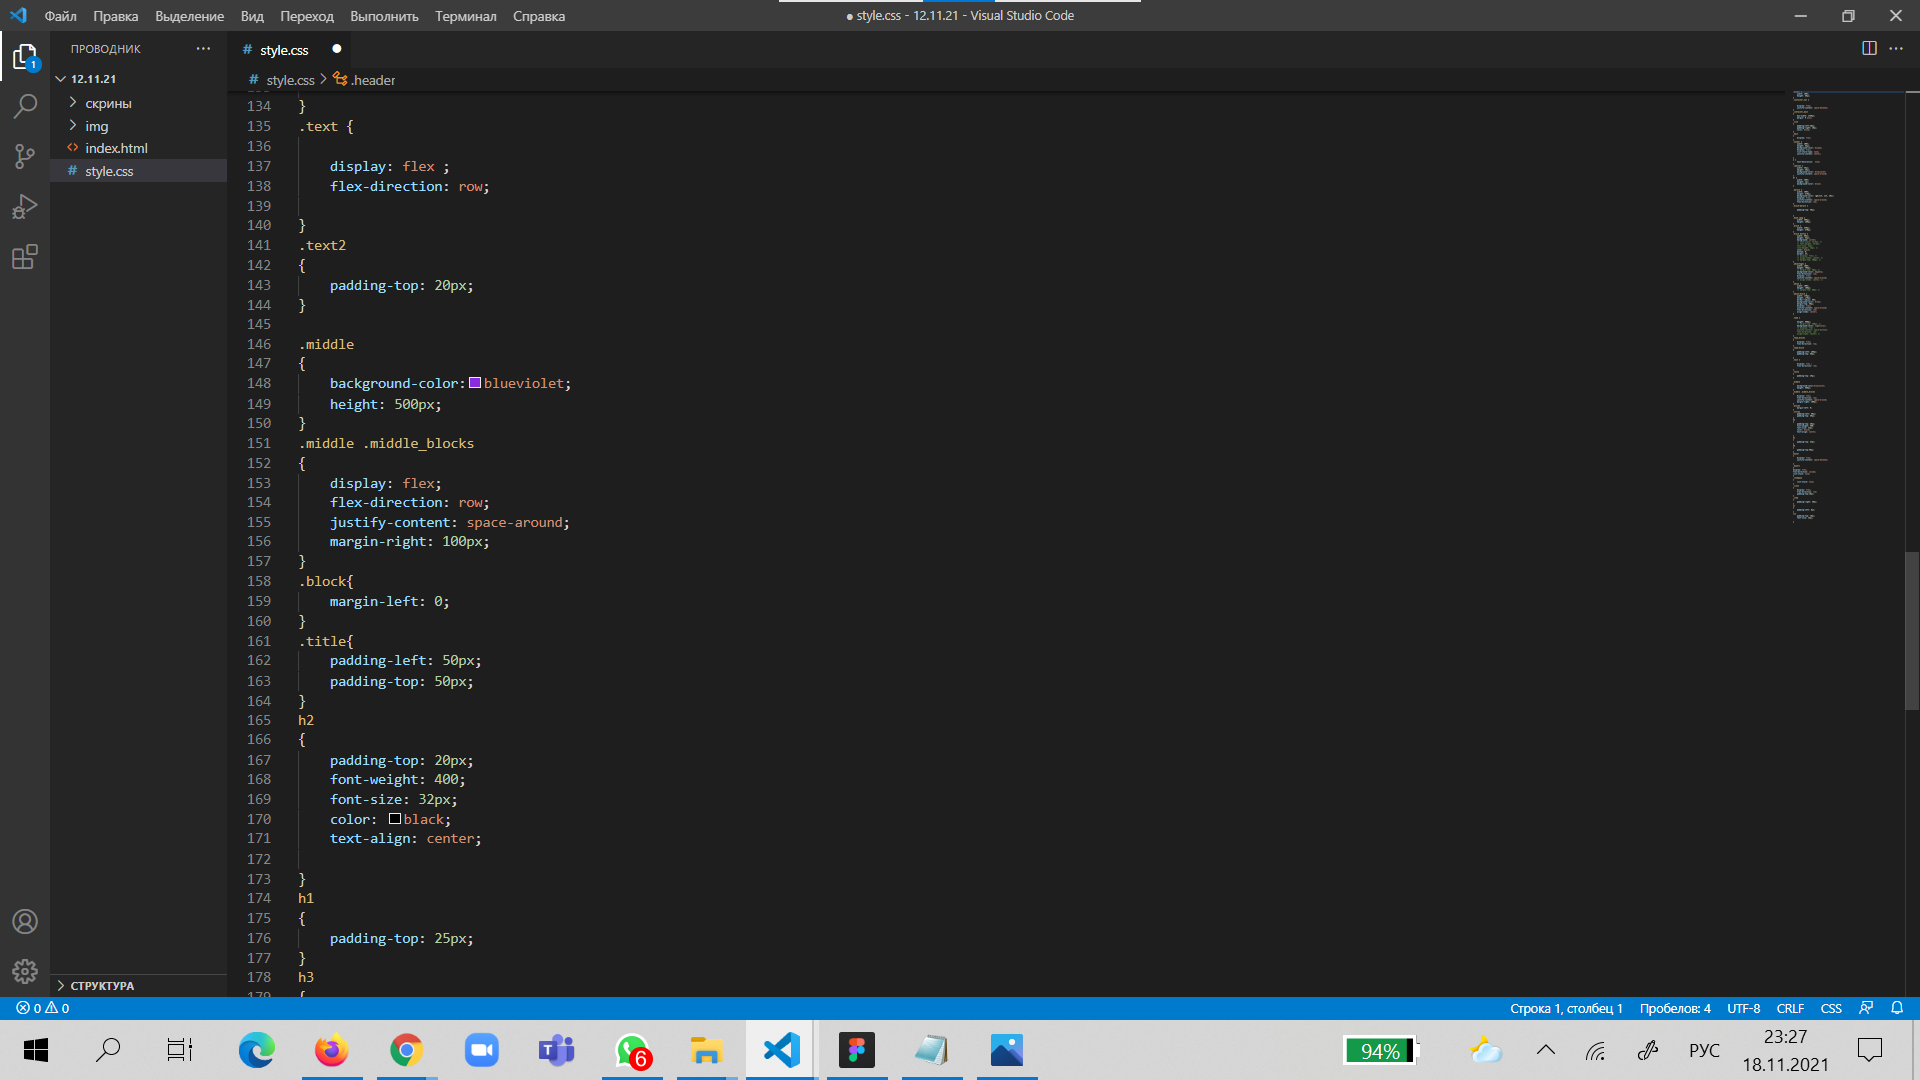 Файл Правка Выделение Вид Переход Выполнить Терминал Справка
● style.css - 12.11.21 - Visual Studio Code
ПРОВОДНИК
# style.css
1
12.11.21
# style.css > .header
скрины
img
<> index.html
# style.css
134 }
135 .text {
136
137 display: flex ;
138 flex-direction: row;
139
140 }
141 .text2
142 {
143 padding-top: 20px;
144 }
145
146 .middle
147 {
148 background-color: blueviolet;
149 height: 500px;
150 }
151 .middle .middle_blocks
152 {
153 display: flex;
154 flex-direction: row;
155 justify-content: space-around;
156 margin-right: 100px;
157 }
158 .block{
159 margin-left: 0;
160 }
161 .title{
162 padding-left: 50px;
163 padding-top: 50px;
164 }
165 h2
166 {
167 padding-top: 20px;
168 font-weight: 400;
169 font-size: 32px;
170 color: black;
171 text-align: center;
172
173 }
174 h1
175 {
176 padding-top: 25px;
177 }
178 h3
179 {
СТРУКТУРА
0 0
Строка 1, столбец 1 Пробелов: 4 UTF-8 CRLF CSS
6
94%
РУС
23:27
18.11.2021